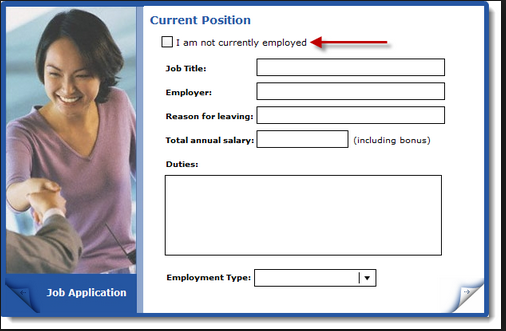 Current Position
I am not currently employed
Job Title:
Employer:
Reason for leaving:
Total annual salary: (including bonus)
Duties:
Employment Type:
Job Application